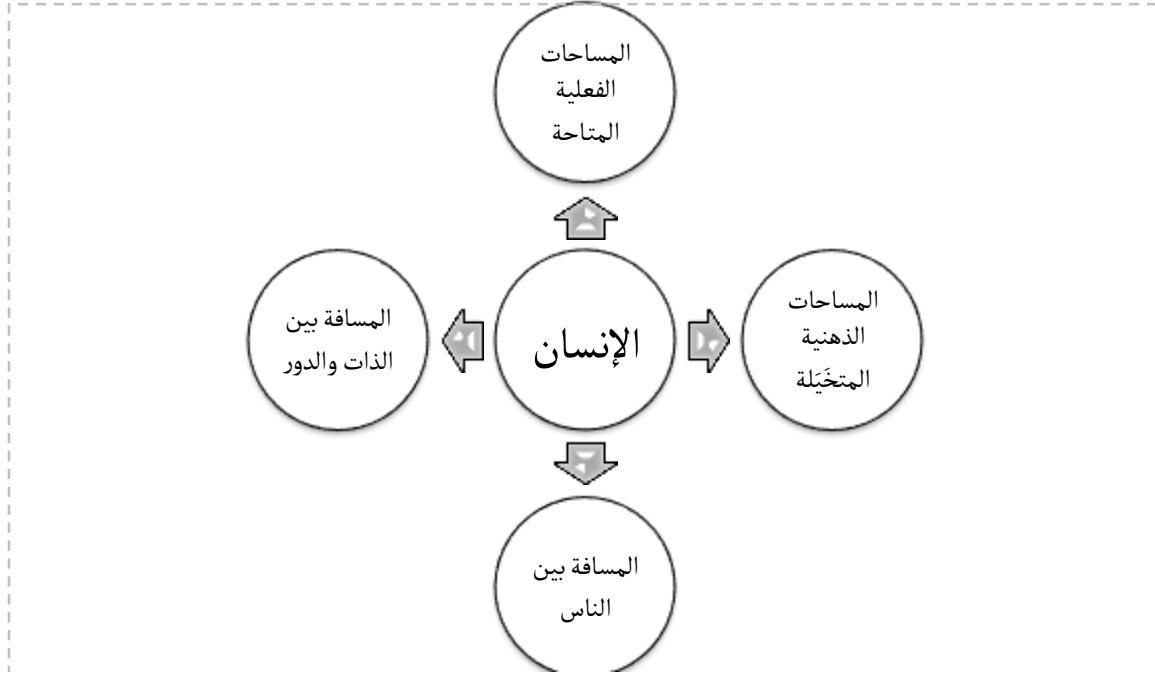 المساحات
الفعلية
المتاحة
المساحات
الذهنية
المتخَيَلة
الإنسان
المسافة بين
الذات والدور
المسافة بين
الناس